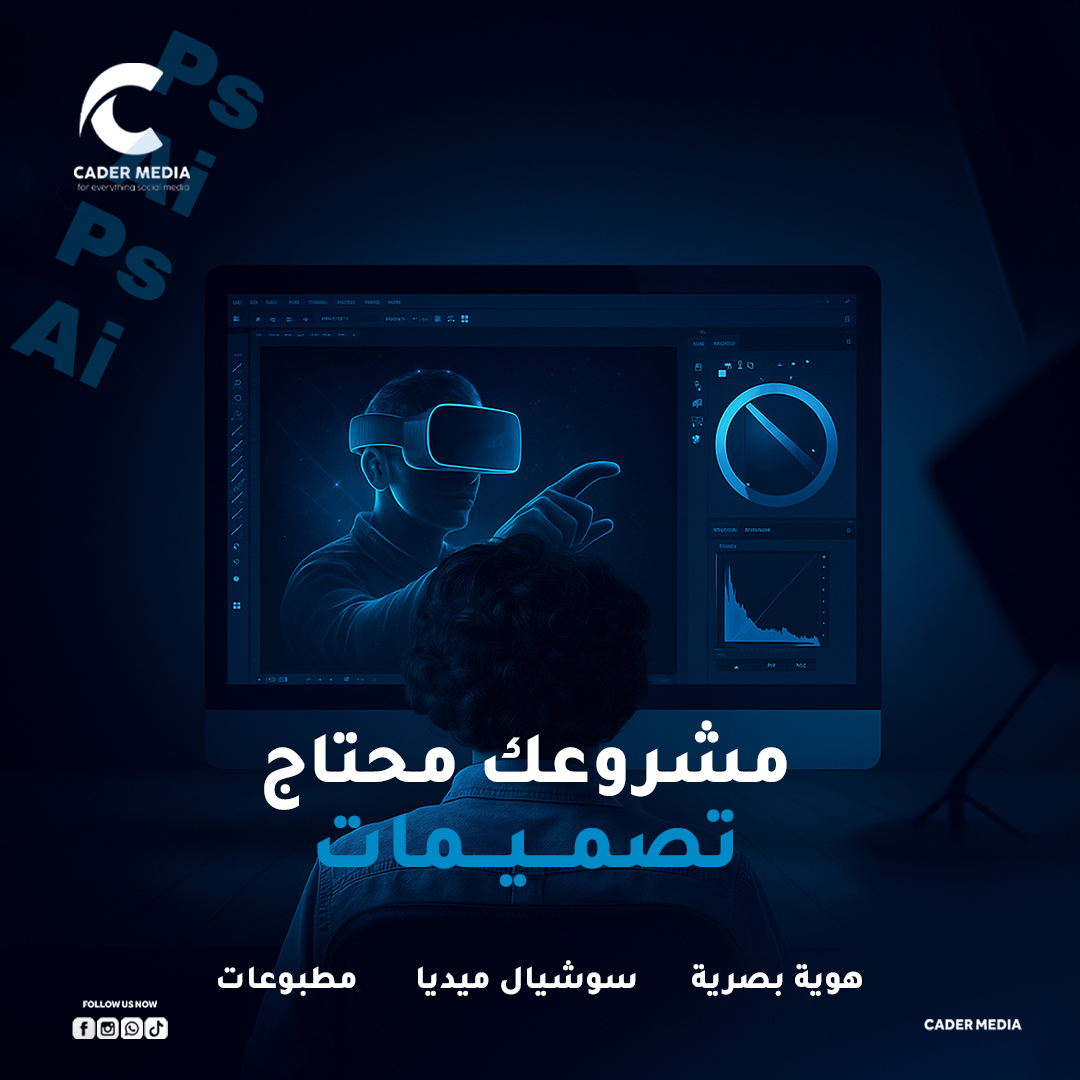 Ps
Ai
CADER MEDIA
for everything social media
Ps
Ai
مشروعك محتاج
تصمـيـمات
هوية بصرية
سوشيال ميديا
مطبوعات
FOLLOW US NOW
CADER MEDIA